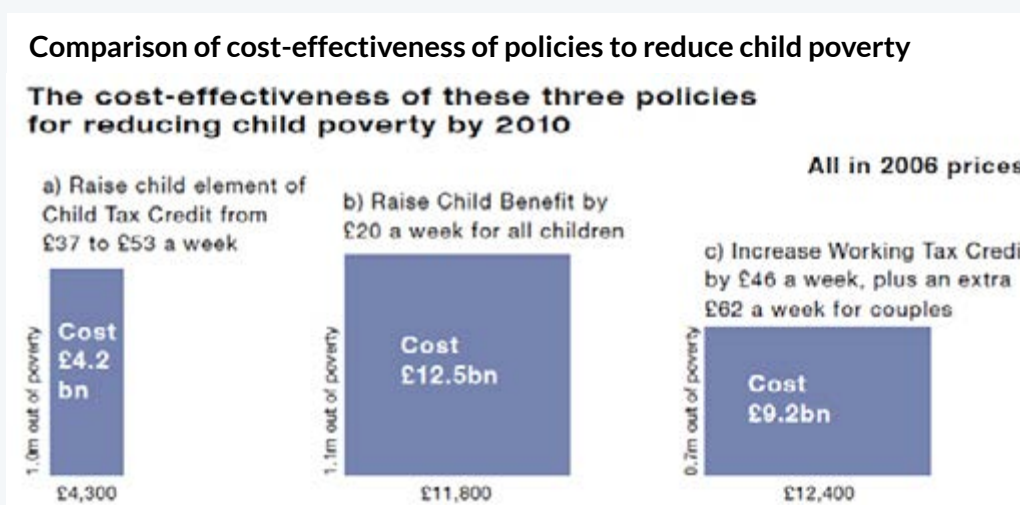 Comparison of cost-effectiveness of policies to reduce child poverty
The cost-effectiveness of these three policies
for reducing child poverty by 2010
All in 2006 prices
a) Raise child element of
Child Tax Credit from
£37 to £53 a week
Cost
£4.2
bn
1.0m out of poverty
£4,300
b) Raise Child Benefit by
£20 a week for all children
Cost
£12.5bn
1.1m out of poverty
£11,800
c) Increase Working Tax Credi
by £46 a week, plus an extra
£62 a week for couples
Cost
£9.2bn
0.7m out of poverty
£12,400